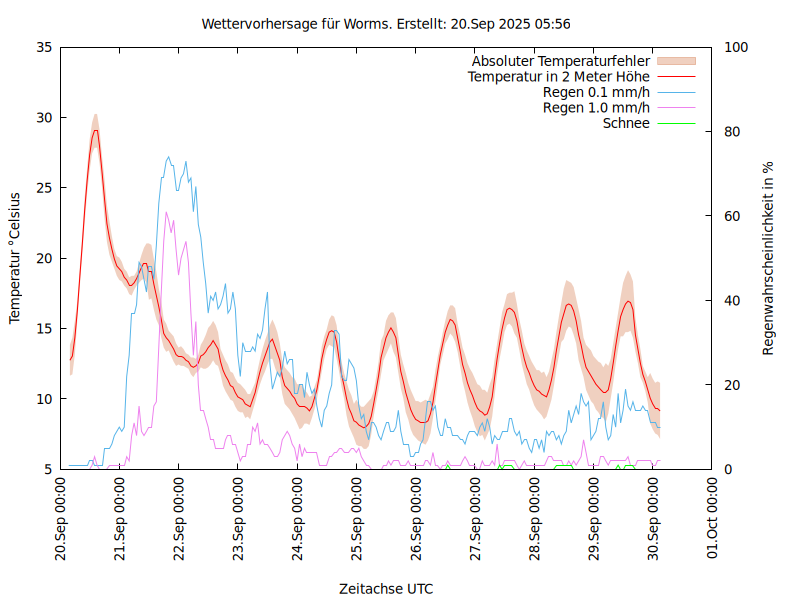 Wettervorhersage für Worms. Erstellt: 20.Sep 2025 05:56
Absoluter Temperaturfehler
Temperatur in 2 Meter Höhe
Regen 0.1 mm/h
Regen 1.0 mm/h
Schnee
Temperatur °Celsius
35
30
25
20
15
10
5
Regenwahrscheinlichkeit in %
100
80
60
40
20
0
20.Sep 00:00
21.Sep 00:00
22.Sep 00:00
23.Sep 00:00
24.Sep 00:00
25.Sep 00:00
26.Sep 00:00
27.Sep 00:00
28.Sep 00:00
29.Sep 00:00
30.Sep 00:00
01.Oct 00:00
Zeitachse UTC